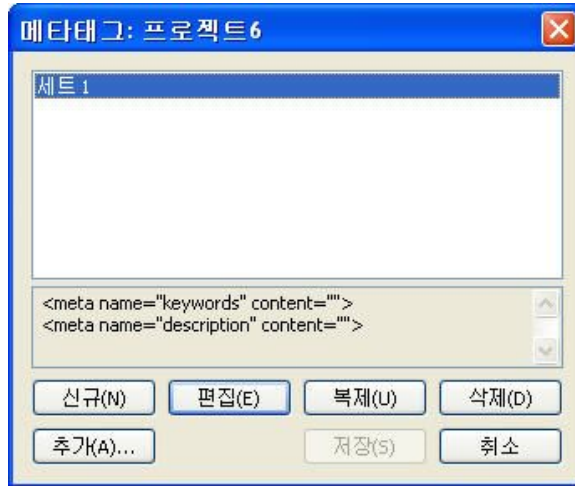 메타태그: 프로젝트6
세트 1
<meta name="keywords" content="">
<meta name="description" content="">
신규(N) 편집(E) 복제(U) 삭제(D)
추가(A)... 저장(S) 취소